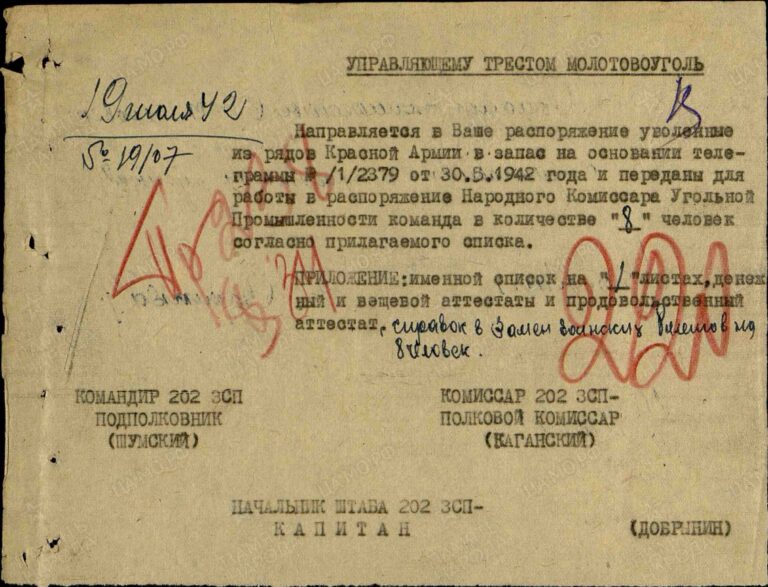 УПРАВЛЯЮЩЕМУ ТРЕСТОМ МОЛОТОВОУГОЛЬ
19 июля 42
№ 19/07
Направляется в Ваше распоряжение уволенные
из рядов Красной Армии в запас на основании теле-
граммы № /1/2379 от 30.5.1942 года и переданы для
работы в распоряжение Народного Комиссара Угольной
Промышленности команда в количестве "8" человек
согласно прилагаемого списка.
ПРИЛОЖЕНИЕ: именной список, на "1" листах, денеж
ный и вещевой аттестаты и продовольственный
аттестат, справок в замен воинских билетов на
8 человек.
220
КОМАНДИР 202 ЗСП
ПОДПОЛКОВНИК
(ШУМСКИЙ)
КОМИССАР 202 ЗСП-
ПОЛКОВОЙ КОМИССАР
(КАГАНСКИЙ)
НАЧАЛЬНИК ШТАБА 202 ЗСП-
КАПИТАН
(ДОБРЫНИН)